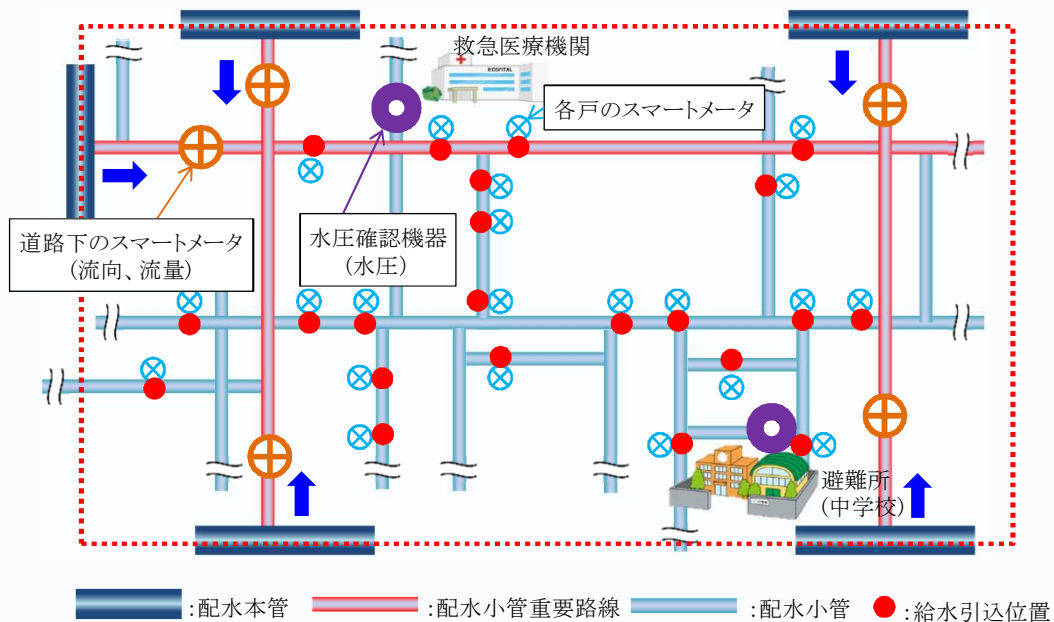 救急医療機関
HOSPITAL
各戸のスマートメータ
道路下のスマートメータ
(流向、流量)
水圧確認機器
(水圧)
避難所
(中学校)
:配水本管
:配水小管重要路線
:配水小管
:給水引込位置